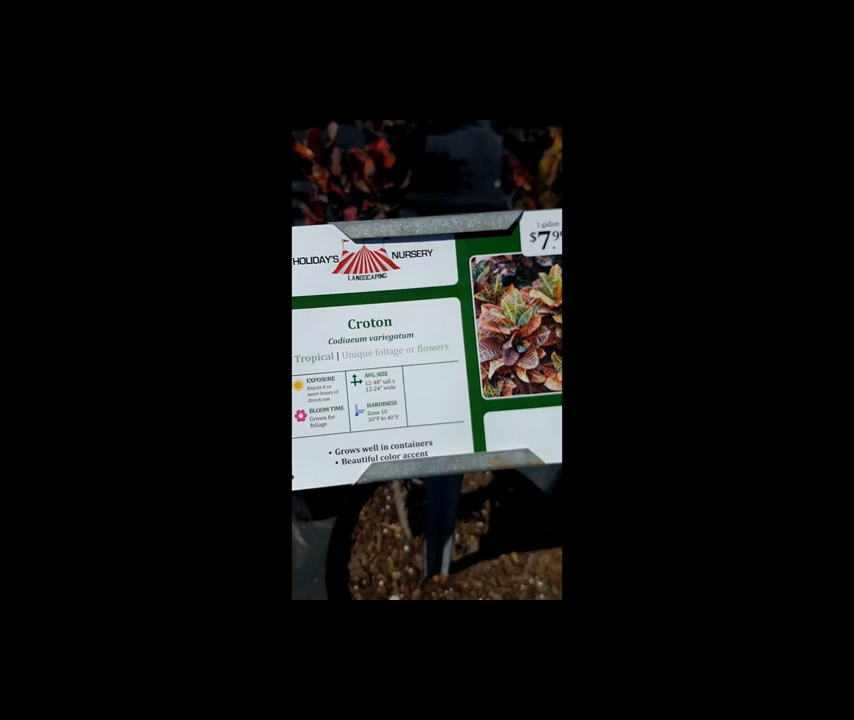 1 gallon
$7.9
HOLIDAY'S NURSERY
LANDSCAPING
Croton
Codiaeum variegatum
Tropical | Unique foliage or flowers
EXPOSURE
Enjoys 6 or
more hours of
direct sun
AVG. SIZE
12-48" tall x
12-24" wide
BLOOM TIME
Grown for
foliage
HARDINESS
Zone 10
30°F to 40°F
• Grows well in containers
• Beautiful color accent